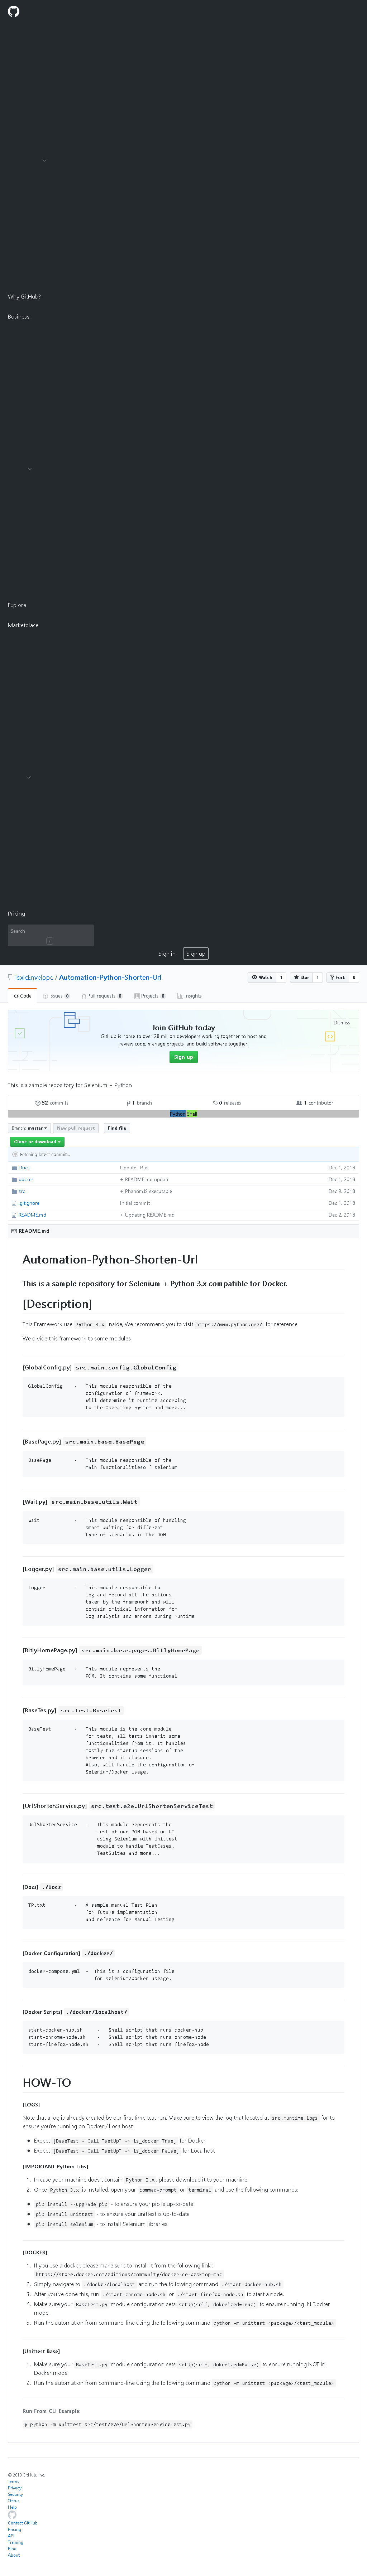 Why GitHub?
Business
Explore
Marketplace
Pricing
Search
/
Sign in Sign up
ToxicEnvelope / Automation-Python-Shorten-Url
Watch 1 Star 1 Fork 0
Code Issues 0 Pull requests 0 Projects 0 Insights
Dismiss
Join GitHub today
GitHub is home to over 28 million developers working together to host and
review code, manage projects, and build software together.
Sign up
This is a sample repository for Selenium + Python
32 commits 1 branch 0 releases 1 contributor
Python Shell
Branch: master New pull request Find file
Clone or download
Fetching latest commit…
Docs Update TP.txt Dec 1, 2018
docker + README.md update Dec 1, 2018
src + PhantomJS executable Dec 9, 2018
.gitignore Initial commit Dec 1, 2018
README.md + Updating README.md Dec 2, 2018
README.md
Automation-Python-Shorten-Url
This is a sample repository for Selenium + Python 3.x compatible for Docker.
[Description]
This Framework use Python 3.x inside, We recommend you to visit https://www.python.org/ for reference.
We divide this framework to some modules
[GlobalConfig.py] src.main.config.GlobalConfig
GlobalConfig - This module responsible of the
configuration of framework.
Will determine it runtime according
to the Operating System and more...
[BasePage.py] src.main.base.BasePage
BasePage - This module responsible of the
main functionalitiess f selenium
[Wait.py] src.main.base.utils.Wait
Wait - This module responsible of handling
smart waiting for different
type of scenarios in the DOM
[Logger.py] src.main.base.utils.Logger
Logger - This module responsible to
log and record all the actions
taken by the framework and will
contain critical information for
log analysis and errors during runtime
[BitlyHomePage.py] src.main.base.pages.BitlyHomePage
BitlyHomePage - This module represents the
POM. It contains some functional
[BaseTes.py] src.test.BaseTest
BaseTest - This module is the core module
for tests, all tests inherit some
functionallities from it. It handles
mostly the startup sessions of the
browser and it closure.
Also, will handle the configuration of
Selenium/Docker Usage.
[UrlShortenService.py] src.test.e2e.UrlShortenServiceTest
UrlShortenService - This module represents the
test of our POM based on UI
using Selenium with Unittest
module to handle TestCases,
TestSuites and more...
[Docs] ./Docs
TP.txt - A sample manual Test Plan
for future implementation
and refrence for Manual Testing
[Docker Configuration] ./docker/
docker-compose.yml - This is a configuration file
for selenium/docker useage.
[Docker Scripts] ./docker/localhost/
start-docker-hub.sh - Shell script that runs docker-hub
start-chrome-node.sh - Shell script that runs chrome-node
start-firefox-node.sh - Shell script that runs firefox-node
HOW-TO
[LOGS]
Note that a log is already created by our first time test run. Make sure to view the log that located at src.runtime.logs for to
ensure you're running on Docker / Localhost.
Expect [BaseTest - Call "setUp" -> is_docker True] for Docker
Expect [BaseTest - Call "setUp" -> is_docker False] for Localhost
[IMPORTANT Python Libs]
1. In case your machine does't contain Python 3.x, please download it to your machine
2. Once Python 3.x is installed, open your commad-prompt or terminal and use the following commands:
pip install --upgrade pip - to ensure your pip is up-to-date
pip install unittest - to ensure your unittest is up-to-date
pip install selenium - to install Selenium libraries
[DOCKER]
1. If you use a docker, please make sure to install it from the following link :
https://store.docker.com/editions/community/docker-ce-desktop-mac
2. Simply navigate to ./docker/localhost and run the following command ./start-docker-hub.sh
3. After you've done this, run ./start-chrome-node.sh or ./start-firefox-node.sh to start a node.
4. Make sure your BaseTest.py module configuration sets setUp(self, dokerized=True) to ensure running IN Docker
mode.
5. Run the automation from command-line using the following command python -m unittest <package>/<test_module>
[Unittest Base]
1. Make sure your BaseTest.py module configuration sets setUp(self, dokerized=False) to ensure running NOT in
Docker mode.
2. Run the automation from command-line using the following command python -m unittest <package>/<test_module>
Run From CLI Example:
$ python -m unittest src/test/e2e/UrlShortenServiceTest.py
© 2019 GitHub, Inc.
Terms
Privacy
Security
Status
Help
Contact GitHub
Pricing
API
Training
Blog
About